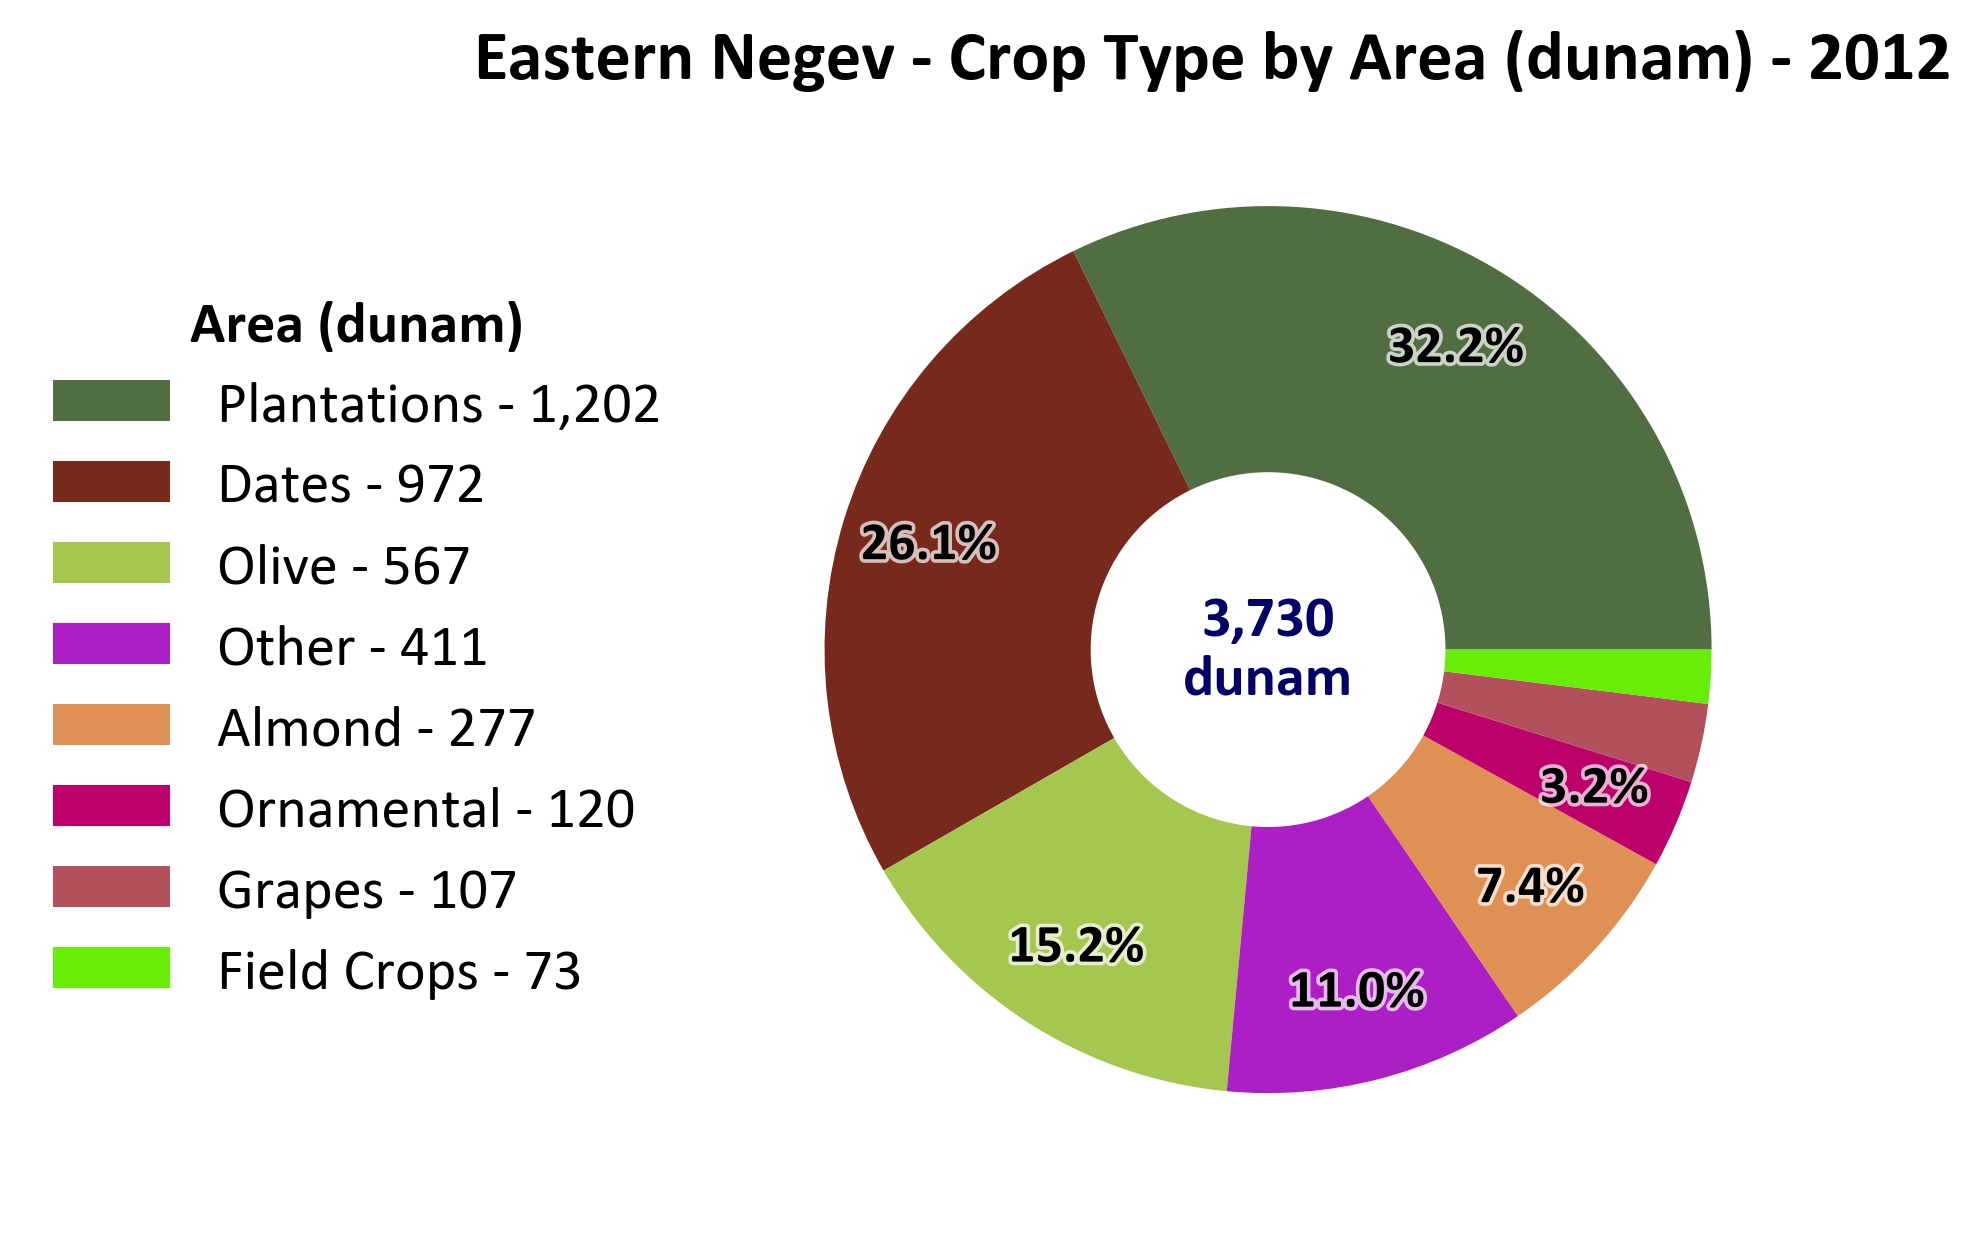 Eastern Negev - Crop Type by Area (dunam) - 2012
Area (dunam)
Plantations - 1,202
Dates - 972
Olive - 567
Other - 411
Almond - 277
Ornamental - 120
Grapes - 107
Field Crops - 73
32.2%
26.1%
15.2%
11.0%
7.4%
3.2%
3,730
dunam